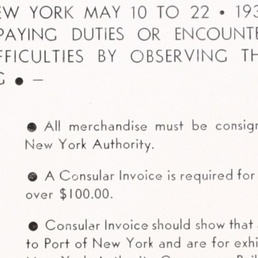 EW YORK MAY 10 TO 22 • 193
PAYING DUTIES OR ENCOUNTE
FFICULTIES BY OBSERVING TH
G • —
• All merchandise must be consign
New York Authority.
• A Consular Invoice is required for
over $100.00.
• Consular Invoice should show that
to Port of New York and are for exhi